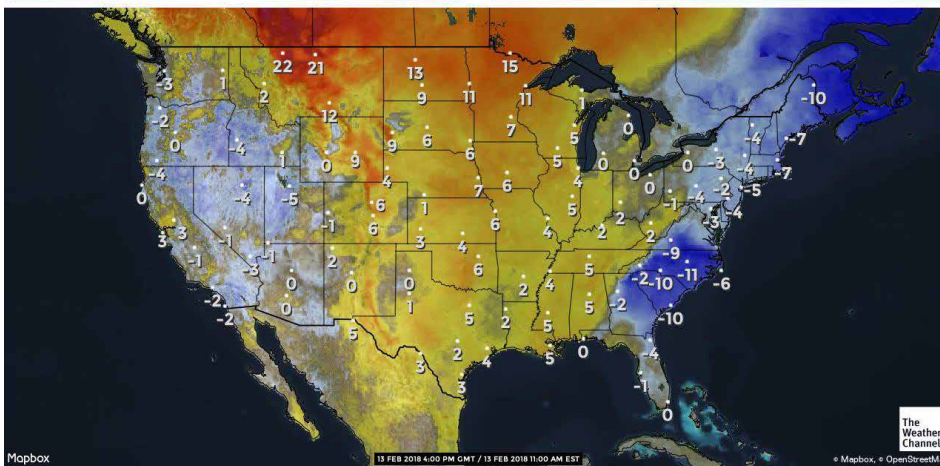 22 21 13 15
-3 1 2 9 11 11 1 -10
12
-2 7 0
0 -4 9 6 6 5 -4 -7
1 0 9 5 0 0 0 -3 -4
-4 4 7 6 4 0 -7
0 -4 -5 6 1 5 -1 -4 -2 -5
3 3 -1 -1 6 3 6 4 2 2 2 -3 -4
-1 -3 -1 2 4 -9
0 0 0 6 2 4 5 -2 -10 -11 -6
-2 -2 0 1 5 2 5 5 -2 -10
5 2 4 5 0 -4
3 3 -1
0
The
Weather
Channel
Mapbox
13 FEB 2018 4:00 PM GMT / 13 FEB 2018 11:00 AM EST
© Mapbox, © OpenStreetM